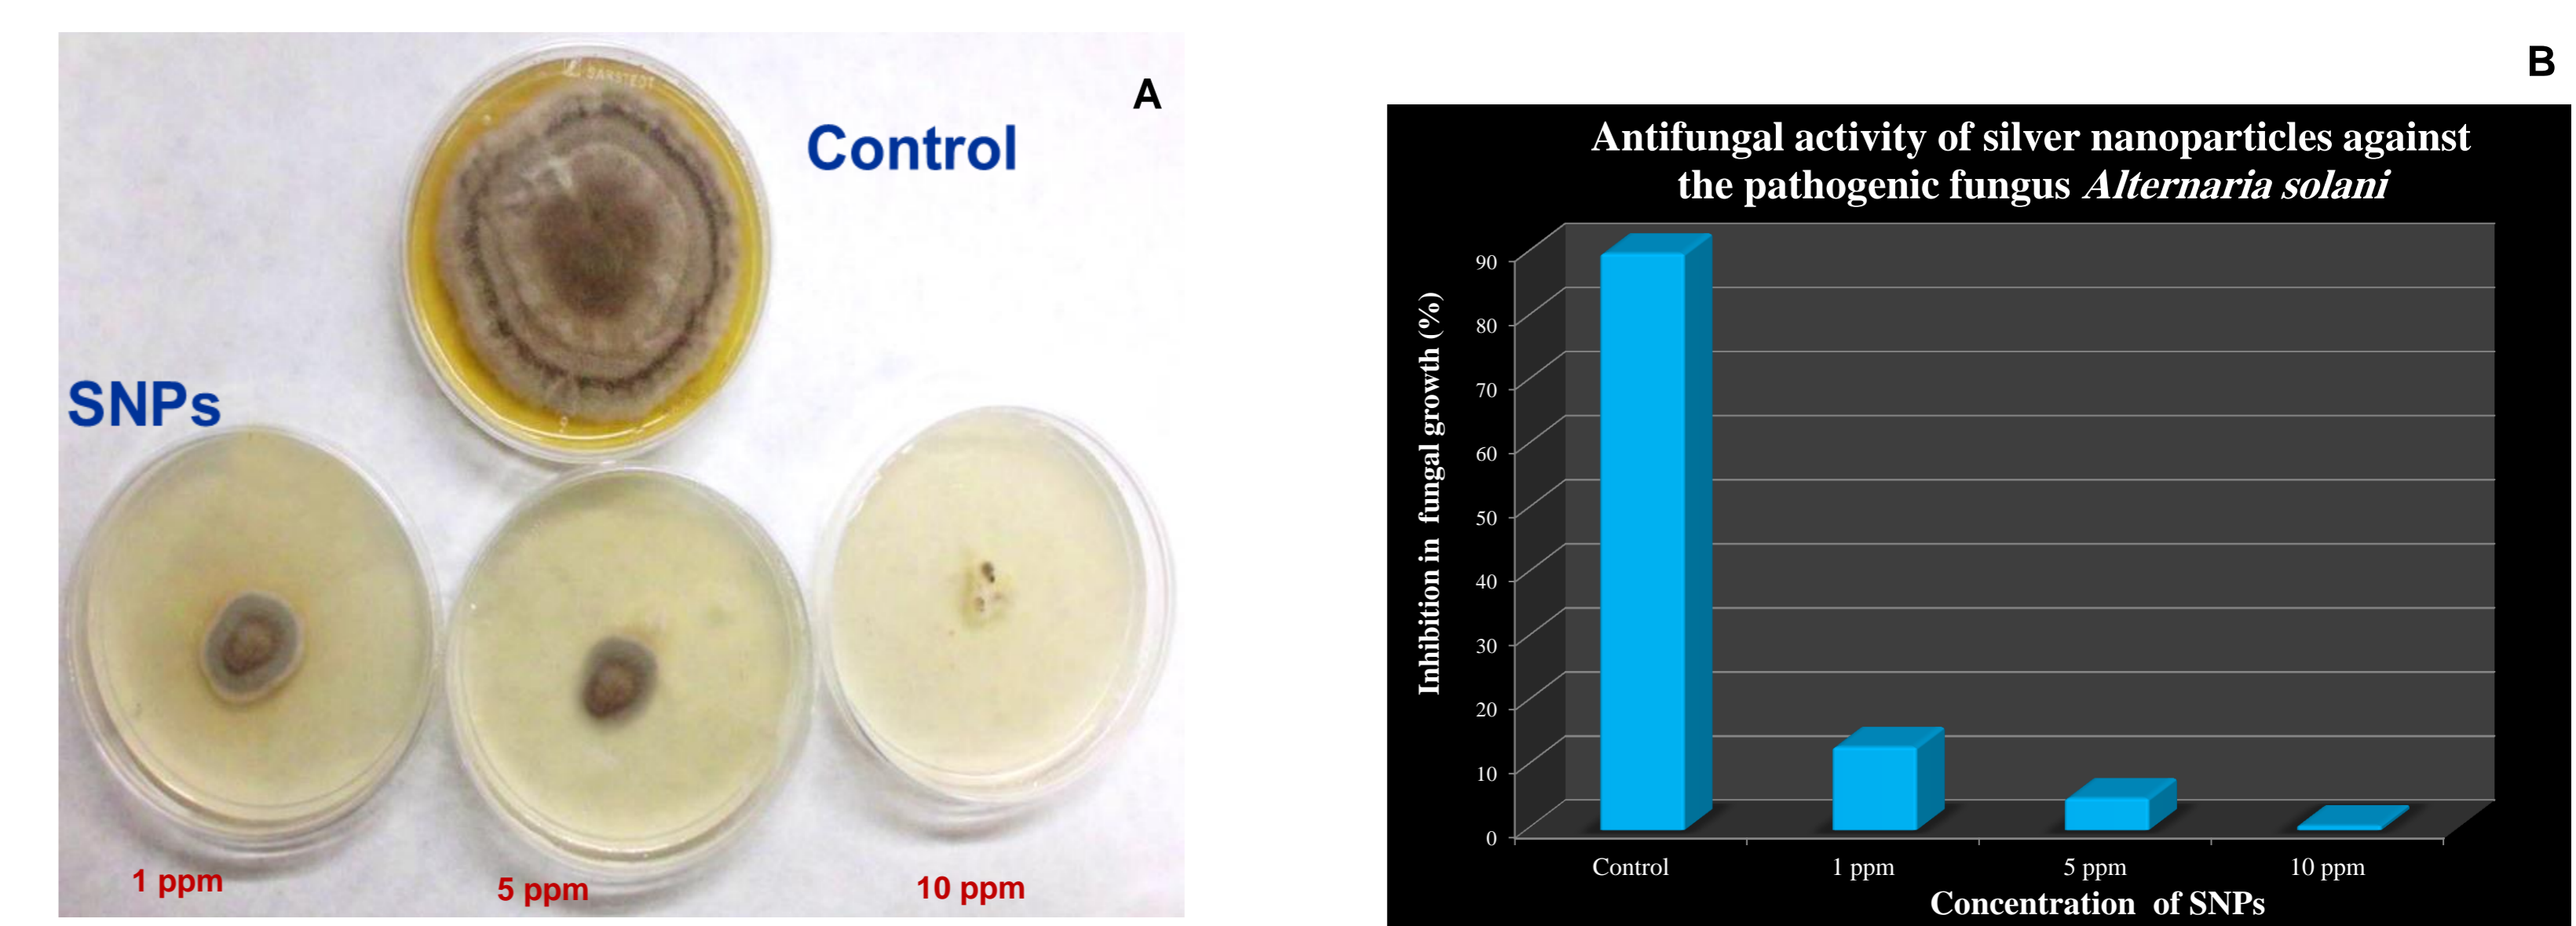 A
Control
SARSTEDT
SNPs
1 ppm
5 ppm
10 ppm
B
Antifungal activity of silver nanoparticles against
the pathogenic fungus Alternaria solani
Inhibition in fungal growth (%)
90
80
70
60
50
40
30
20
10
0
Control
1 ppm
5 ppm
10 ppm
Concentration of SNPs